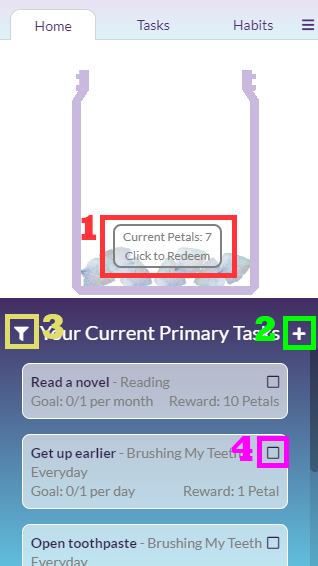 Home Tasks Habits
1
Current Petals: 7
Click to Redeem
3 Your Current Primary Tasks 2
Read a novel - Reading
Goal: 0/1 per month Reward: 10 Petals
Get up earlier - Brushing My Teeth 4
Everyday
Goal: 0/1 per day Reward: 1 Petal
Open toothpaste - Brushing My Teeth
Everyday